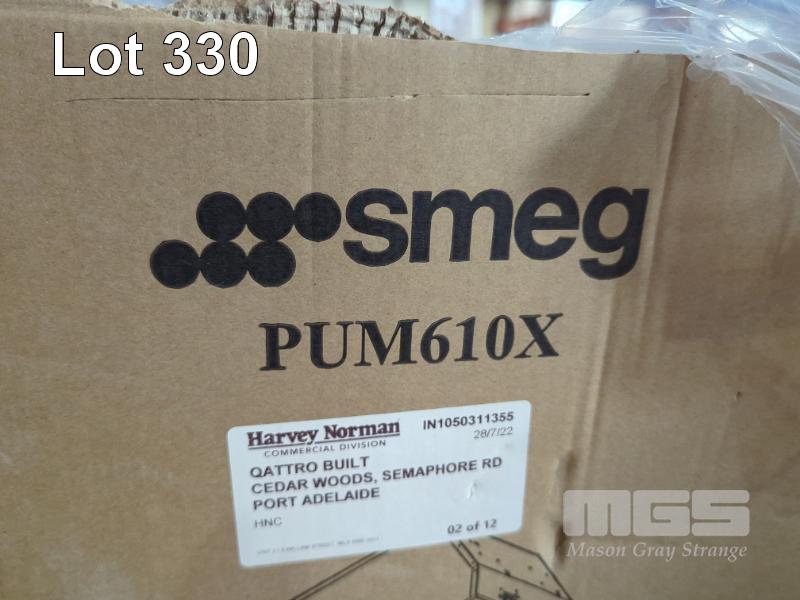 Lot 330
smeg
PUM610X
Harvey Norman
COMMERCIAL DIVISION
IN1050311355
28/7/22
QATTRO BUILT
CEDAR WOODS, SEMAPHORE RD
PORT ADELAIDE
HNC
02 of 12
MGS
Mason Gray Strange